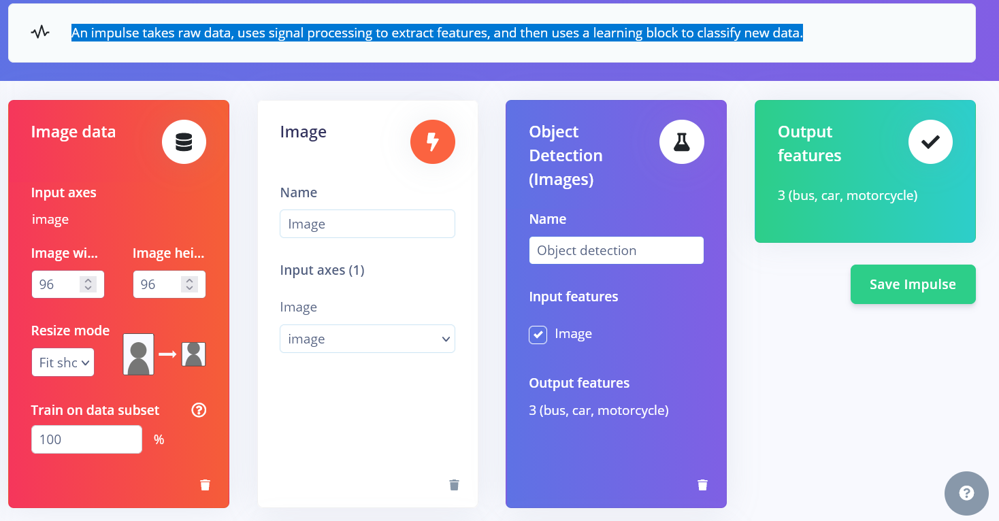 An impulse takes raw data, uses signal processing to extract features, and then uses a learning block to classify new data.
Image data
Input axes
image
Image wi... Image hei...
96 96
Resize mode
Fit shc
Train on data subset
100 %
Image
Name
Image
Input axes (1)
Image
image
Object
Detection
(Images)
Name
Object detection
Input features
Image
Output features
3 (bus, car, motorcycle)
Output
features
3 (bus, car, motorcycle)
Save Impulse